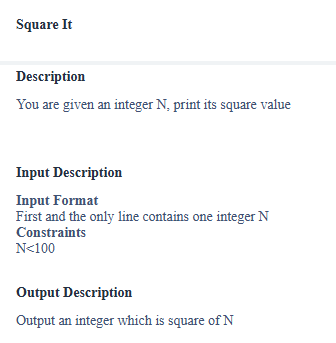 Square It
Description
You are given an integer N, print its square value
Input Description
Input Format
First and the only line contains one integer N
Constraints
N<100
Output Description
Output an integer which is square of N